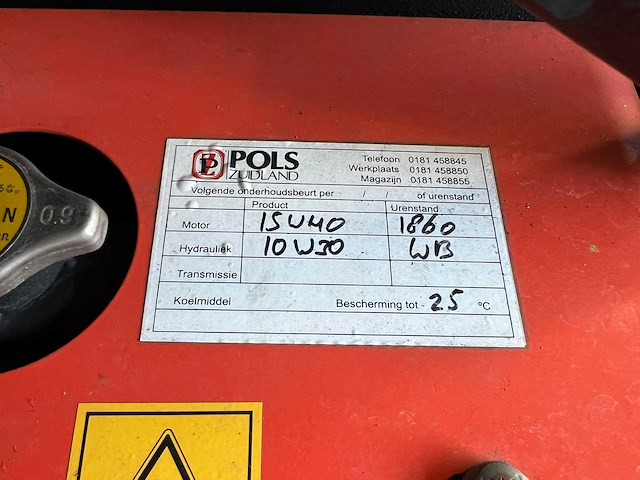 POLS
ZUIDLAND
Telefoon 0181 458845
Werkplaats 0181 458850
Magazijn 0181 458855
Volgende onderhoudsbeurt per / / of urenstand
Product Urenstand
Motor 15W40 1860
Hydrauliek 10W30 WB
Transmissie
Koelmiddel Bescherming tot - 25 °C
0.9
N